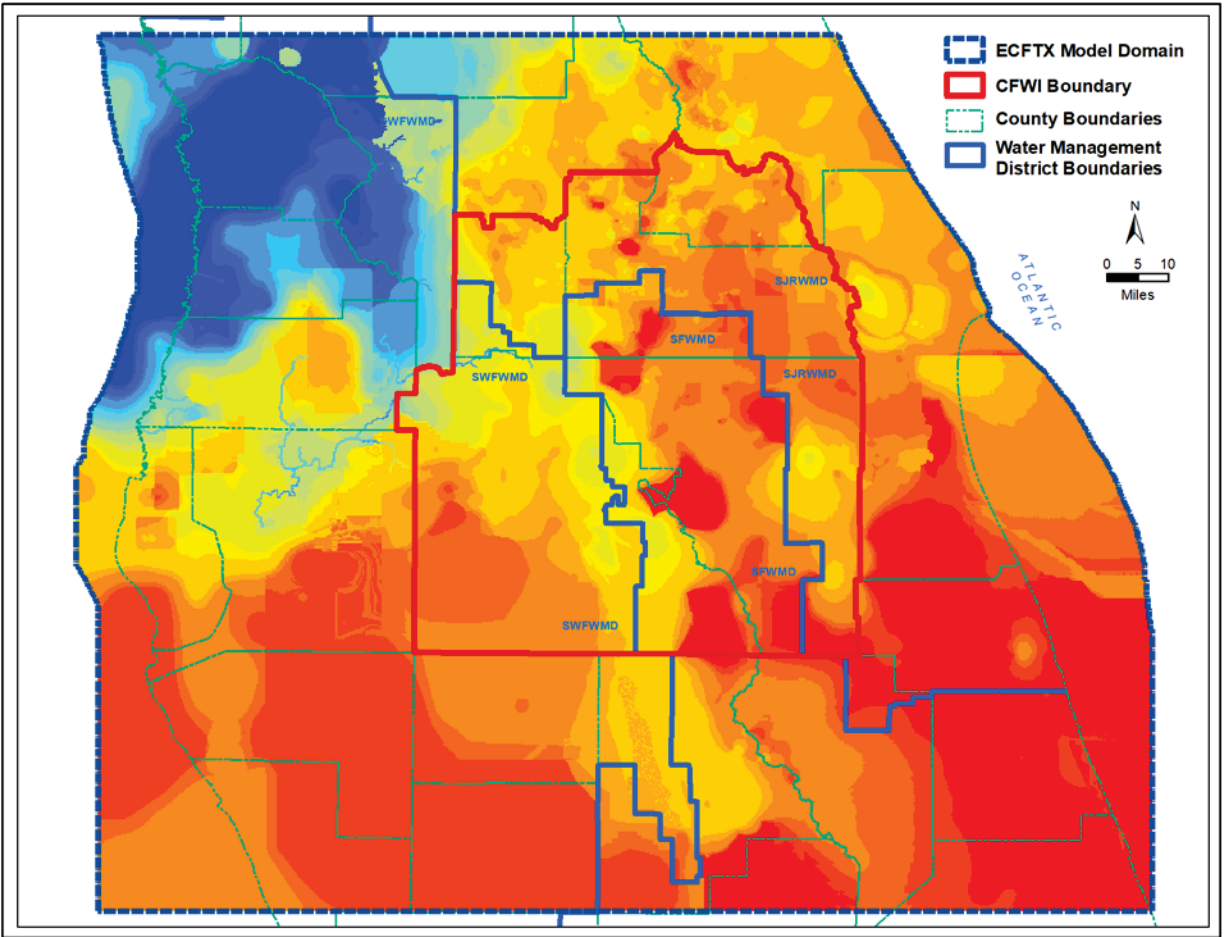 ECFTX Model Domain
CFWI Boundary
County Boundaries
Water Management
District Boundaries
N
0 5 10
Miles
ATLANTIC
OCEAN
WFWMD
SJRWMD
SFWMD
SWFWMD
SJRWMD
SFWMD
SWFWMD